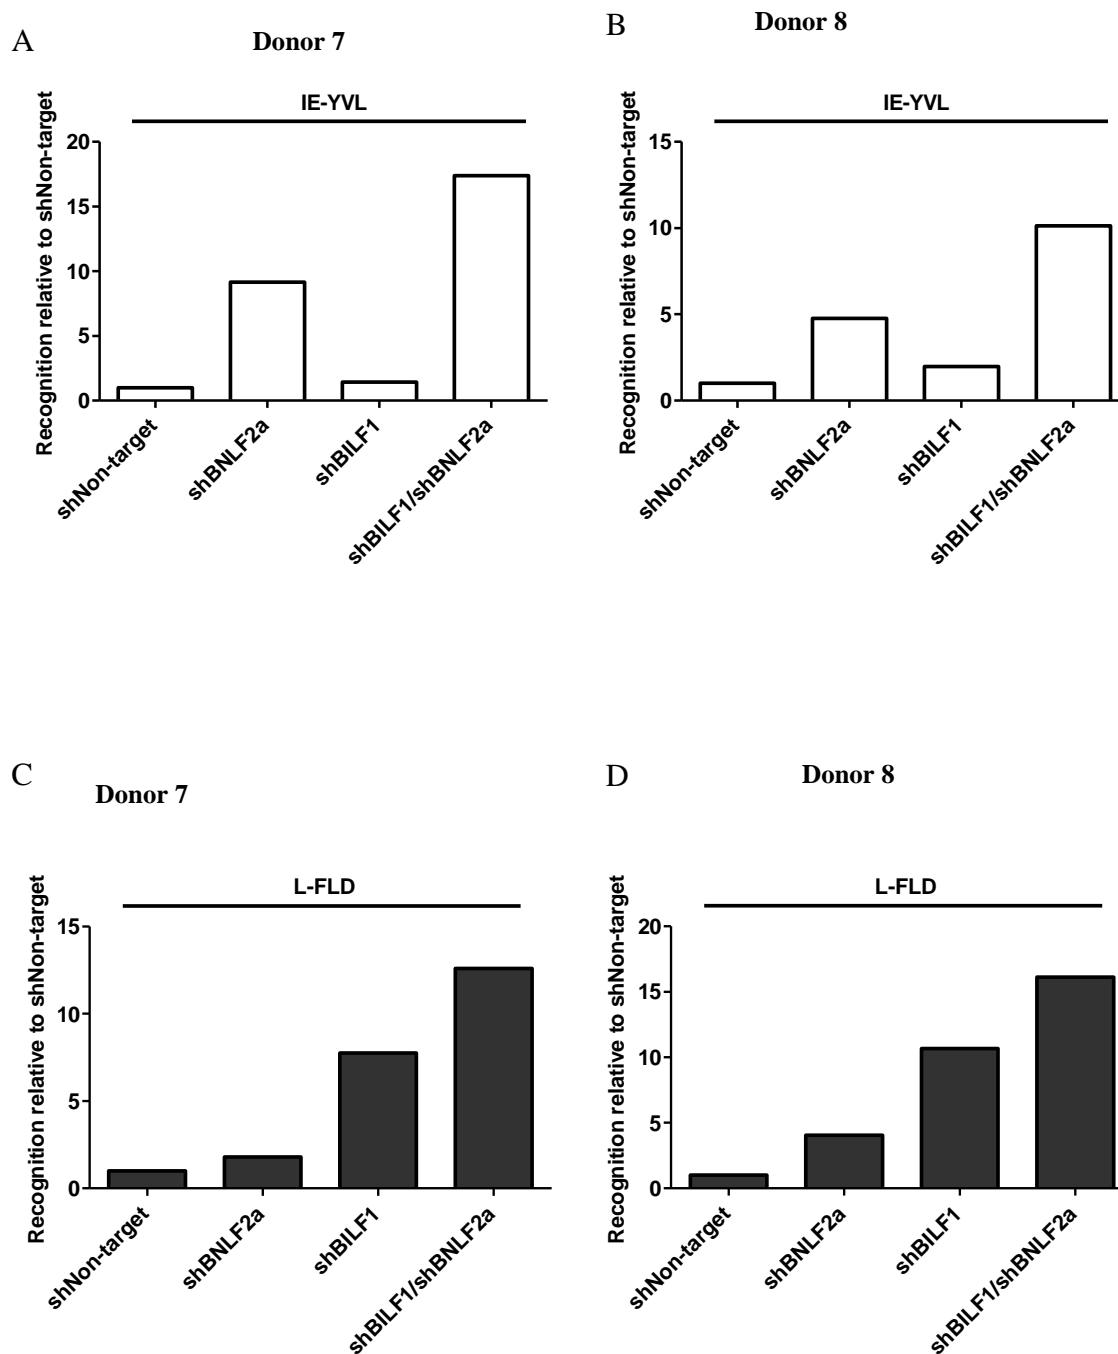 A
Donor 7
IE-YVL
Recognition relative to shNon-target
20
15
10
5
0
shNon-target
shBNLF2a
shBILF1
shBILF1/shBNLF2a
B
Donor 8
IE-YVL
Recognition relative to shNon-target
15
10
5
0
shNon-target
shBNLF2a
shBILF1
shBILF1/shBNLF2a
C
Donor 7
L-FLD
Recognition relative to shNon-target
15
10
5
0
shNon-target
shBNLF2a
shBILF1
shBILF1/shBNLF2a
D
Donor 8
L-FLD
Recognition relative to shNon-target
20
15
10
5
0
shNon-target
shBNLF2a
shBILF1
shBILF1/shBNLF2a